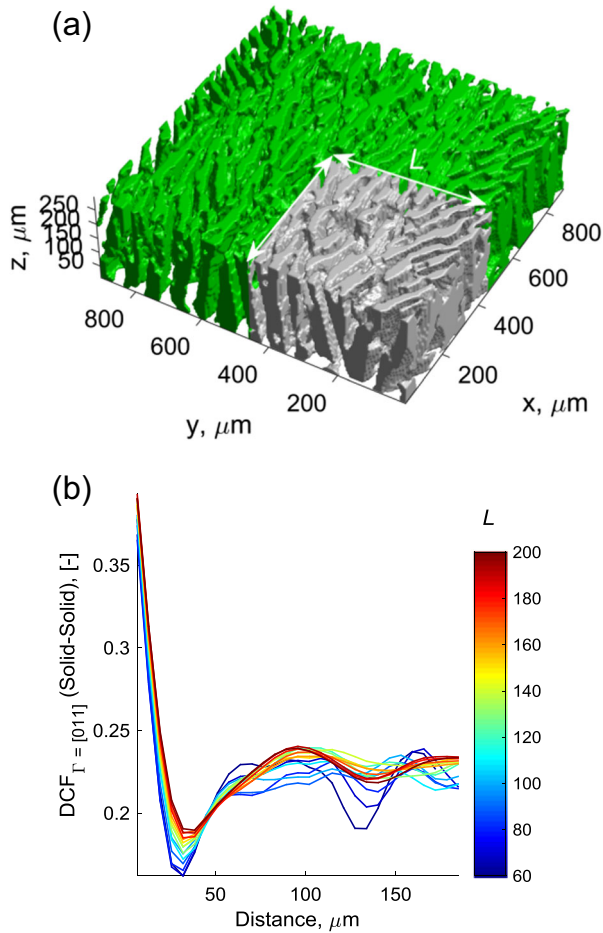 (a)
L
250
200
150
100
50
z, μm
800
600
400
200
y, μm
800
600
400
200
x, μm
(b)
L
DCF_Γ = [011] (Solid-Solid), [-]
0.35
0.3
0.25
0.2
50 100 150
Distance, μm
200
180
160
140
120
100
80
60